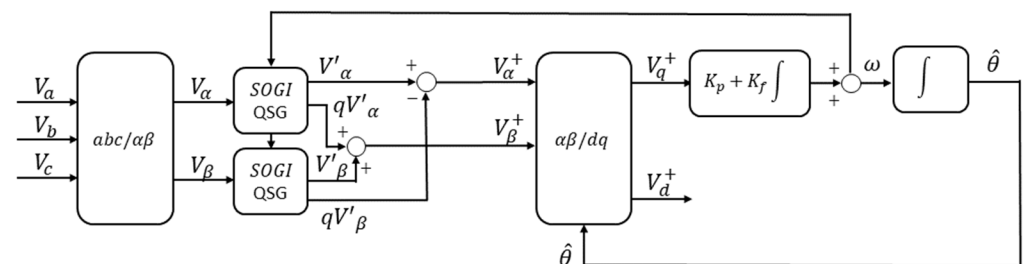 V_a
V_b
V_c
abc/αβ
V_α
V_β
SOGI
QSG
SOGI
QSG
V'_α
qV'_α
V'_β
qV'_β
+
−
+
+
V_α^+
V_β^+
αβ/dq
V_q^+
V_d^+
K_p + K_f ∫
+
+
ω
∫
θ̂
θ̂